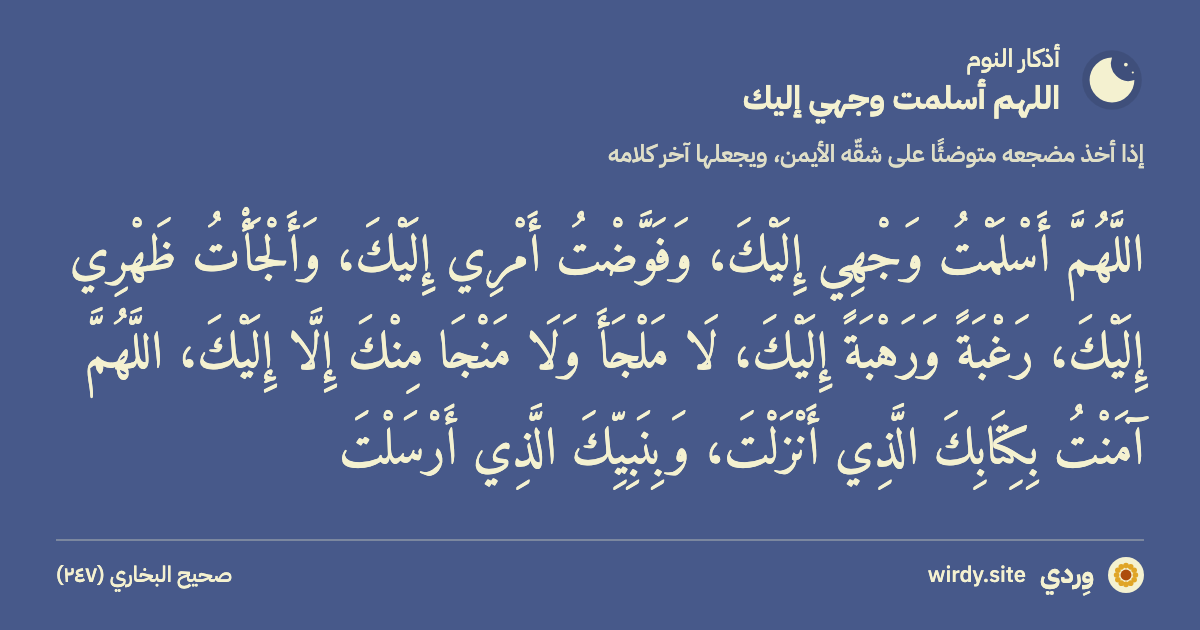 أذكار النوم
اللهم أسلمت وجهي إليك
إذا أخذ مضجعه متوضئًا على شقّه الأيمن، ويجعلها آخر كلامه
اللَّهُمَّ أَسْلَمْتُ وَجْهِي إِلَيْكَ، وَفَوَّضْتُ أَمْرِي إِلَيْكَ، وَأَلْجَأْتُ ظَهْرِي
إِلَيْكَ، رَغْبَةً وَرَهْبَةً إِلَيْكَ، لَا مَلْجَأَ وَلَا مَنْجَا مِنْكَ إِلَّا إِلَيْكَ، اللَّهُمَّ
آمَنْتُ بِكِتَابِكَ الَّذِي أَنْزَلْتَ، وَبِنَبِيِّكَ الَّذِي أَرْسَلْتَ
وِردي wirdy.site
صحيح البخاري (٢٤٧)